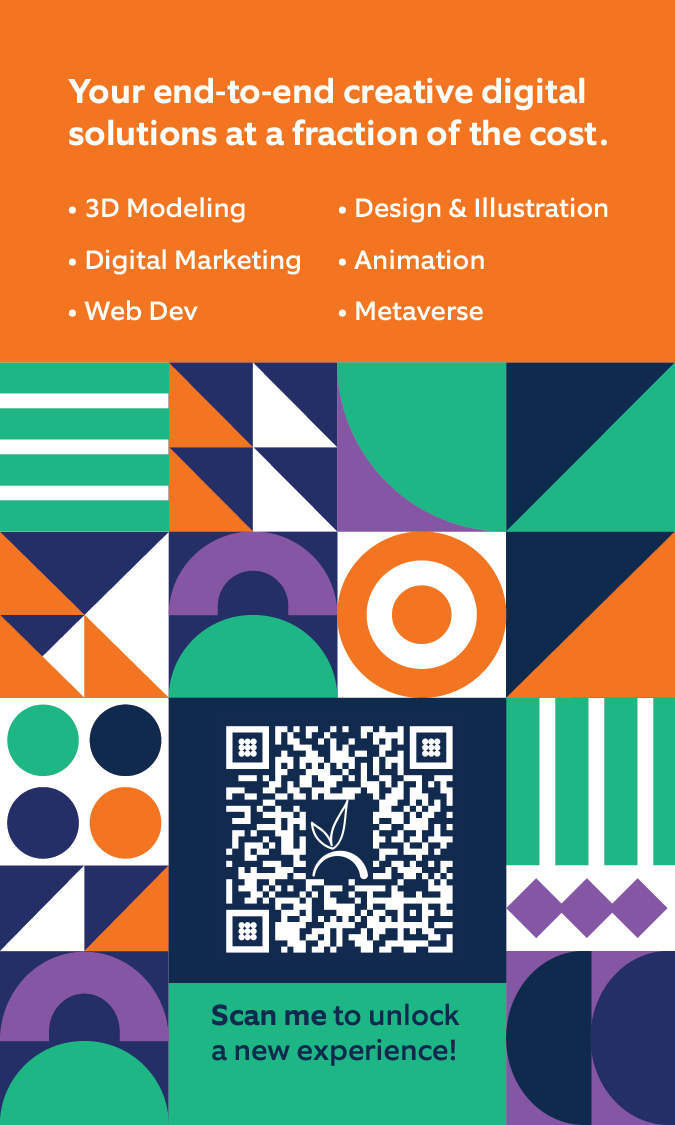 Your end-to-end creative digital
solutions at a fraction of the cost.
• 3D Modeling
• Digital Marketing
• Web Dev
• Design & Illustration
• Animation
• Metaverse
Scan me to unlock
a new experience!